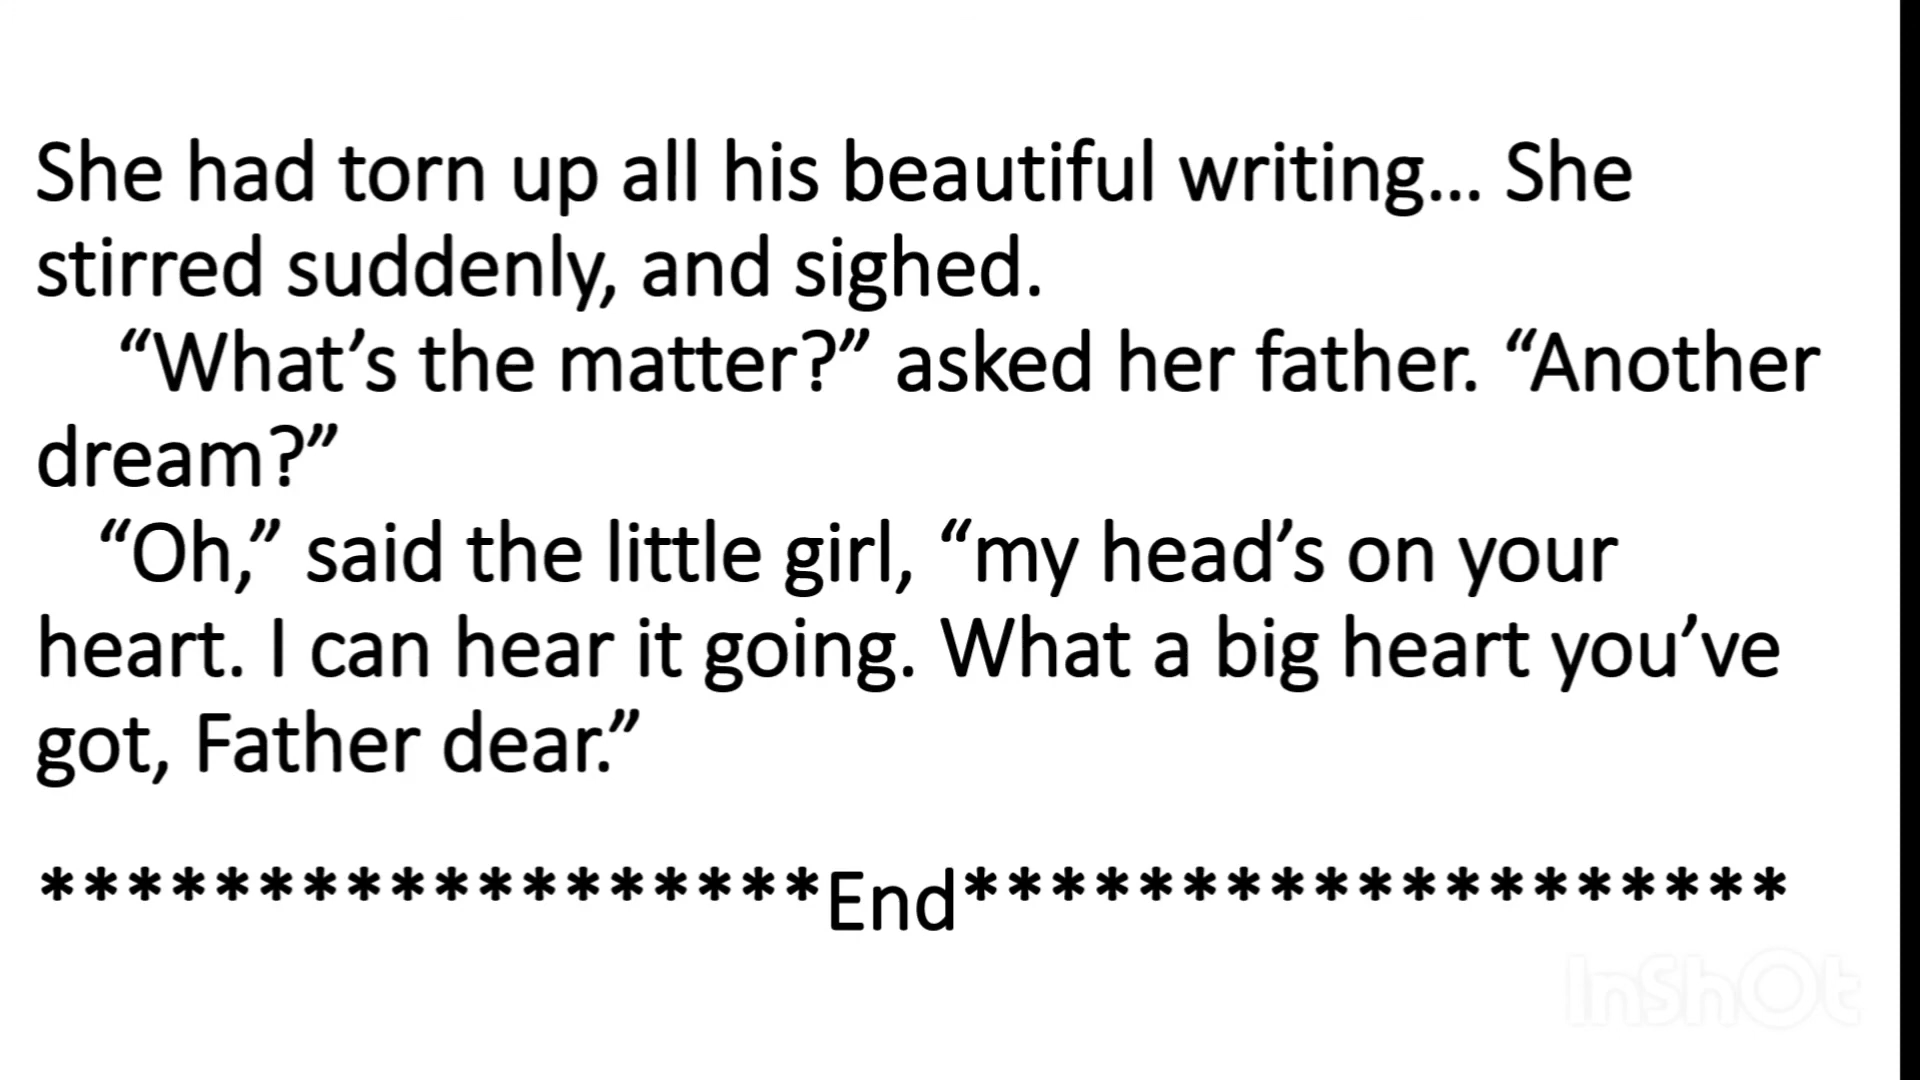 She had torn up all his beautiful writing... She
stirred suddenly, and sighed.
“What’s the matter?” asked her father. “Another
dream?”
“Oh,” said the little girl, “my head’s on your
heart. I can hear it going. What a big heart you’ve
got, Father dear.”
******************End*******************
InShOt